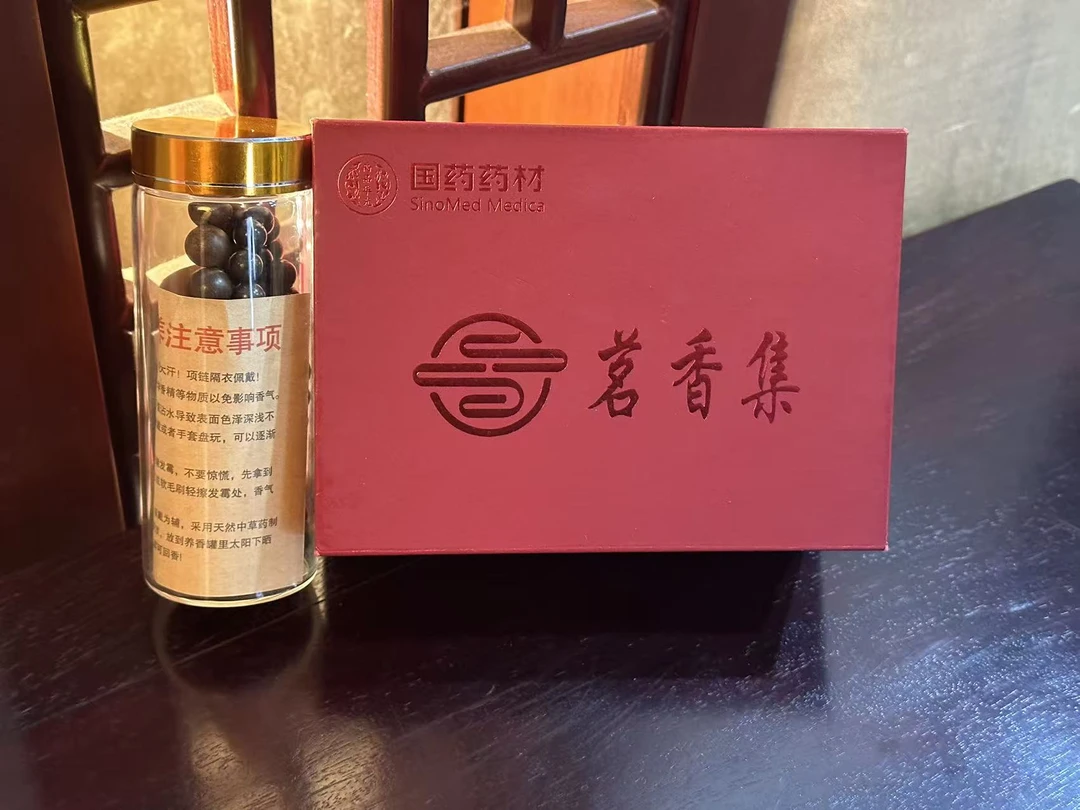 注意事项
大汗！项链隔衣佩戴！
香精等物质以免影响香气。
沾水导致表面色泽深浅不
或者手套盘玩，可以逐渐
发霉，不要惊慌，先拿到
软毛刷轻擦发霉处，香气
为辅，采用天然中草药制
放到养香罐里太阳下晒
可回香！
国药药材
SinoMed Medica
茗香集